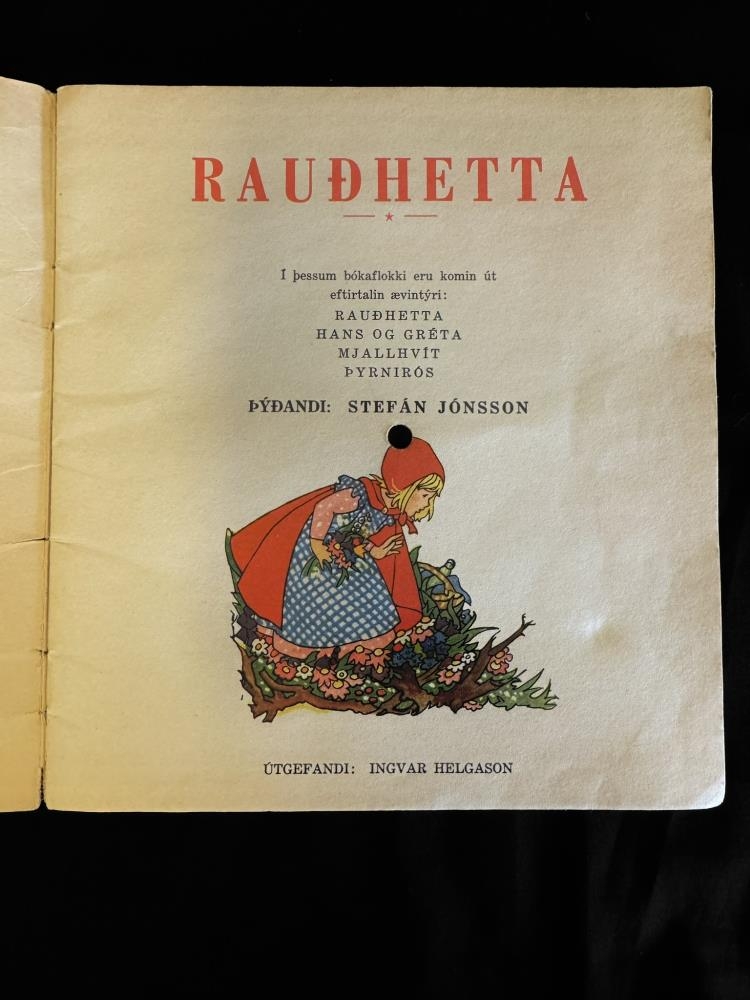 RAUÐHETTA
Í þessum bókaflokki eru komin út
eftirtalin ævintýri:
RAUÐHETTA
HANS OG GRÉTA
MJALLHVÍT
ÞYRNIRÓS
ÞÝÐANDI: STEFÁN JÓNSSON
ÚTGEFANDI: INGVAR HELGASON